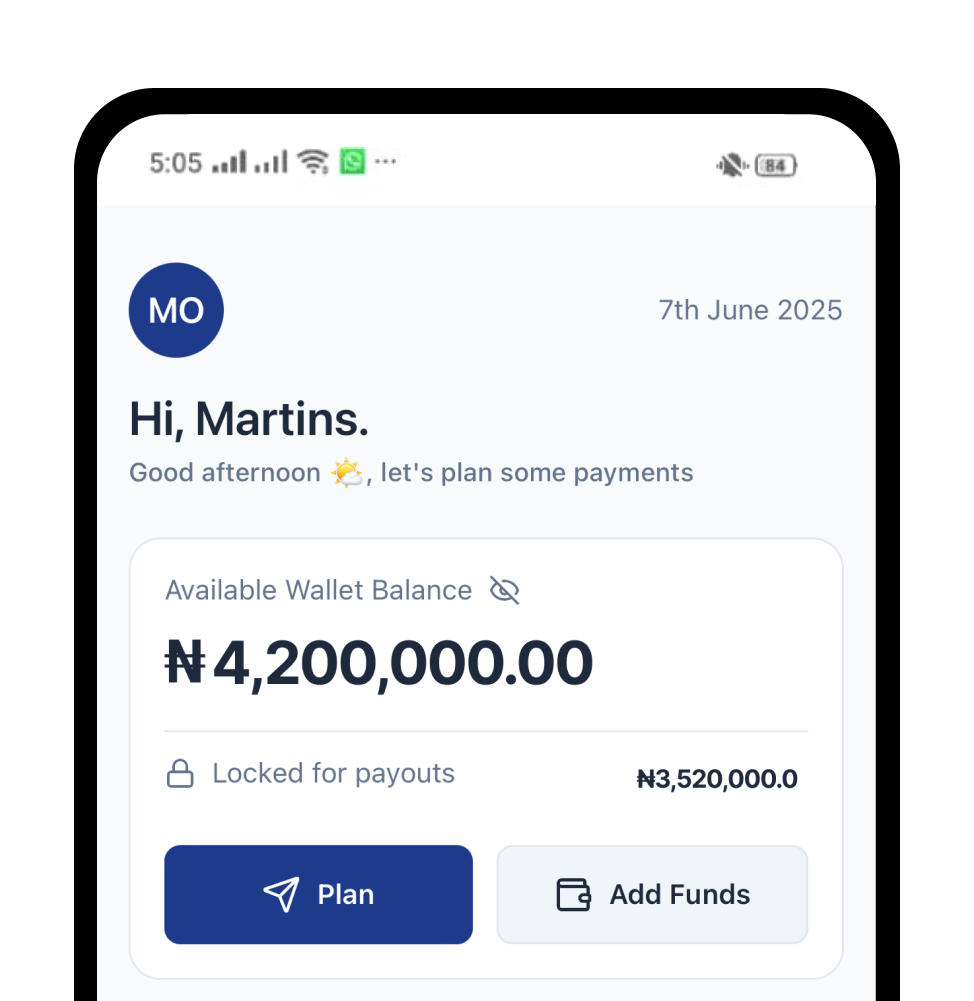 5:05 84
MO
7th June 2025
Hi, Martins.
Good afternoon 🌤️, let's plan some payments
Available Wallet Balance
₦4,200,000.00
Locked for payouts ₦3,520,000.0
Plan Add Funds